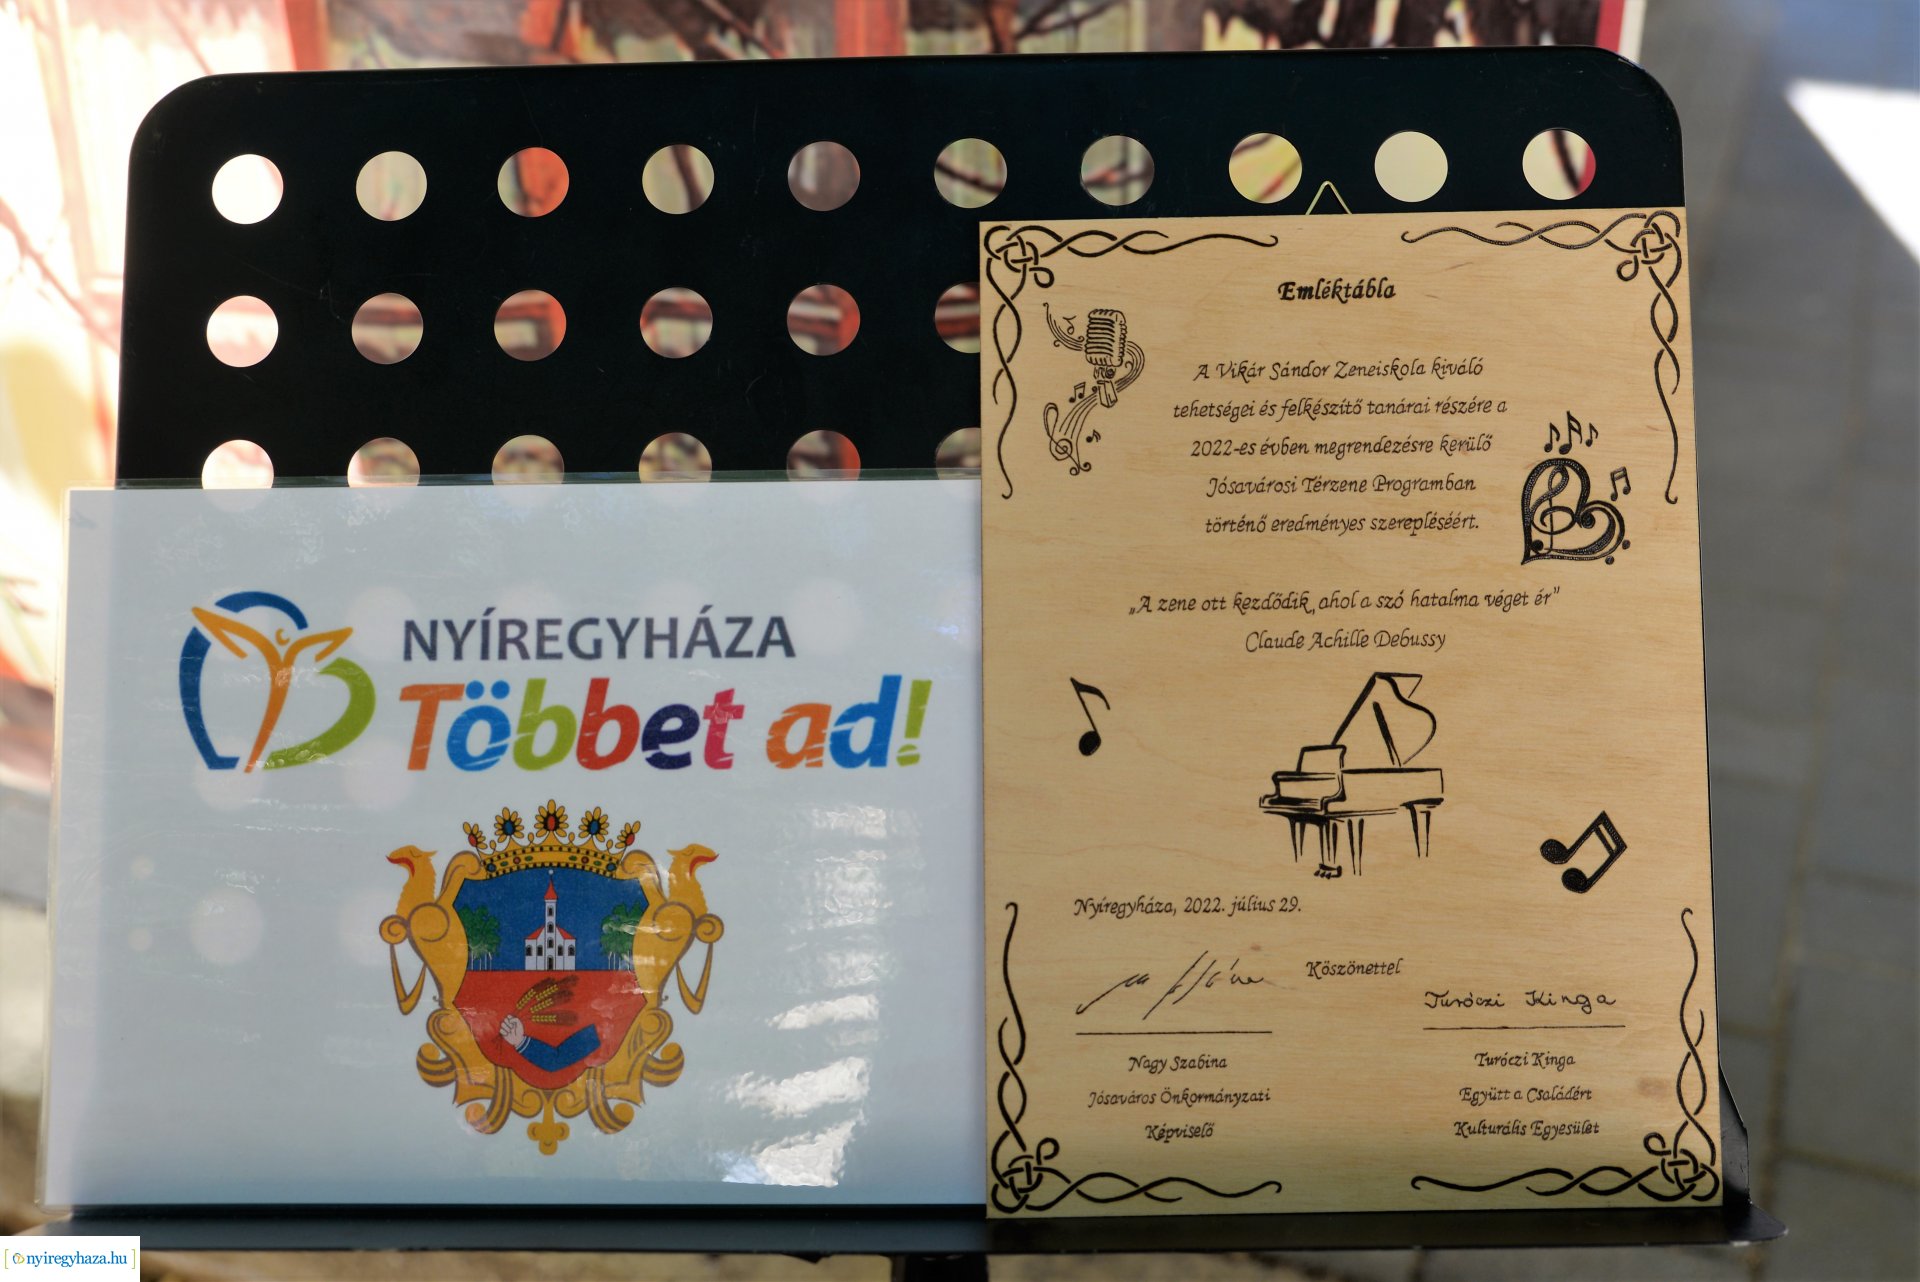 NYÍREGYHÁZA
Többet ad!
Emléktábla
A Vikár Sándor Zeneiskola kiváló
tehetségei és felkészítő tanárai részére a
2022-es évben megrendezésre kerülő
Jósavárosi Térzene Programban
történő eredményes szerepléséért.
„A zene ott kezdődik, ahol a szó hatalma véget ér”
Claude Achille Debussy
Nyíregyháza, 2022. július 29.
Köszönettel
Turóczi Kinga
Nagy Szabina
Jósaváros Önkormányzati
Képviselő
Turóczi Kinga
Együtt a Családért
Kulturális Egyesület
nyiregyhaza.hu